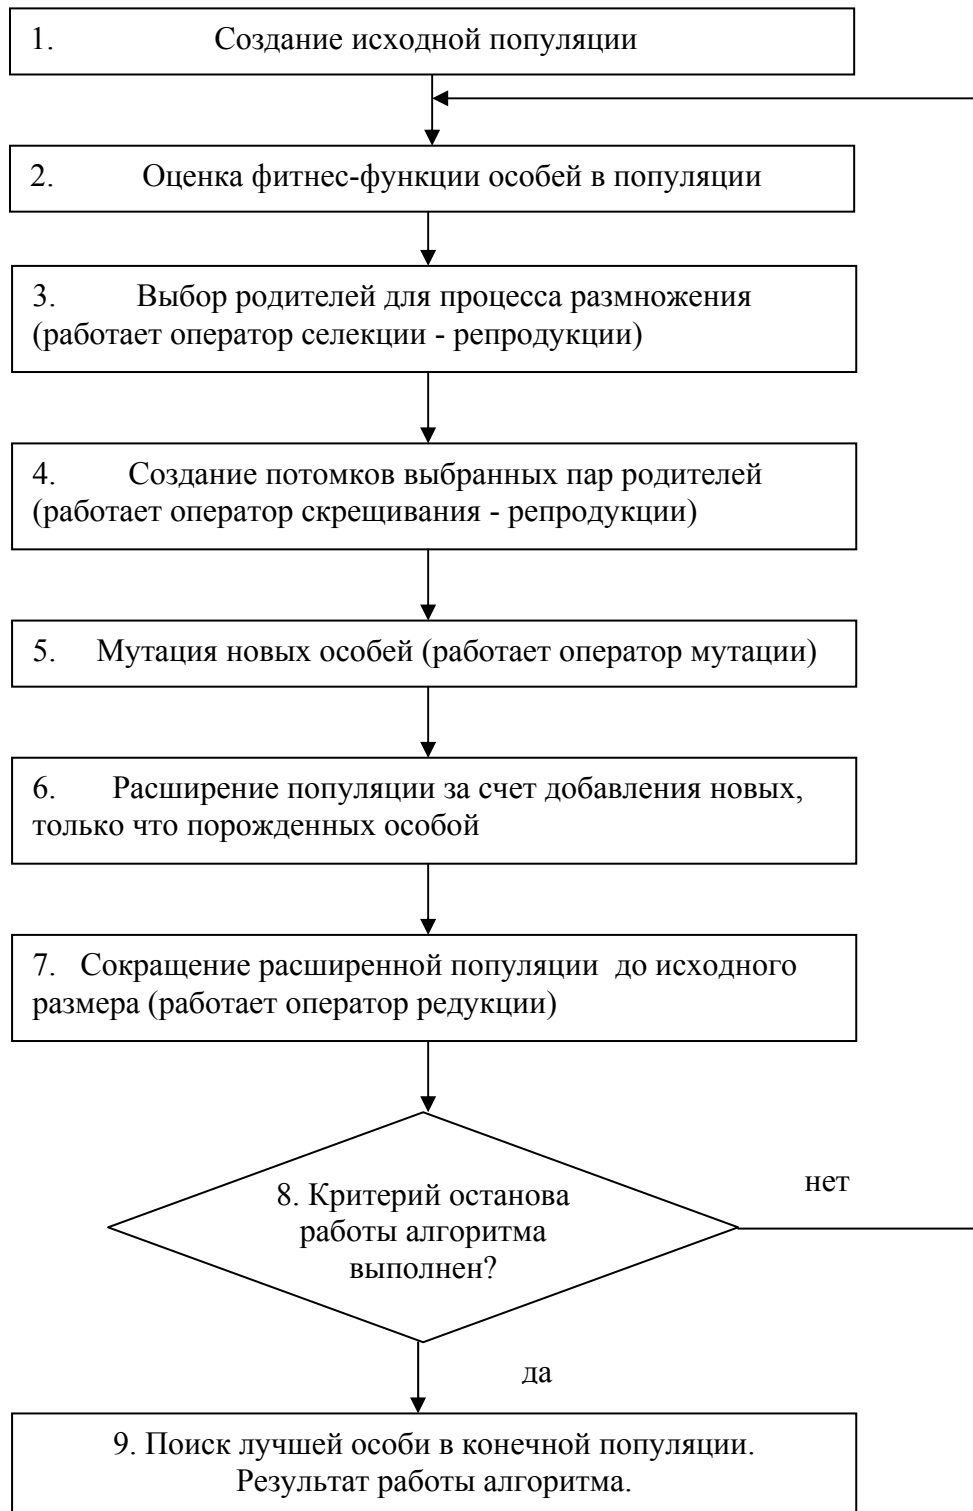 1. Создание исходной популяции
2. Оценка фитнес-функции особей в популяции
3. Выбор родителей для процесса размножения
(работает оператор селекции - репродукции)
4. Создание потомков выбранных пар родителей
(работает оператор скрещивания - репродукции)
5. Мутация новых особей (работает оператор мутации)
6. Расширение популяции за счет добавления новых,
только что порожденных особой
7. Сокращение расширенной популяции до исходного
размера (работает оператор редукции)
8. Критерий останова
работы алгоритма
выполнен?
нет
да
9. Поиск лучшей особи в конечной популяции.
Результат работы алгоритма.